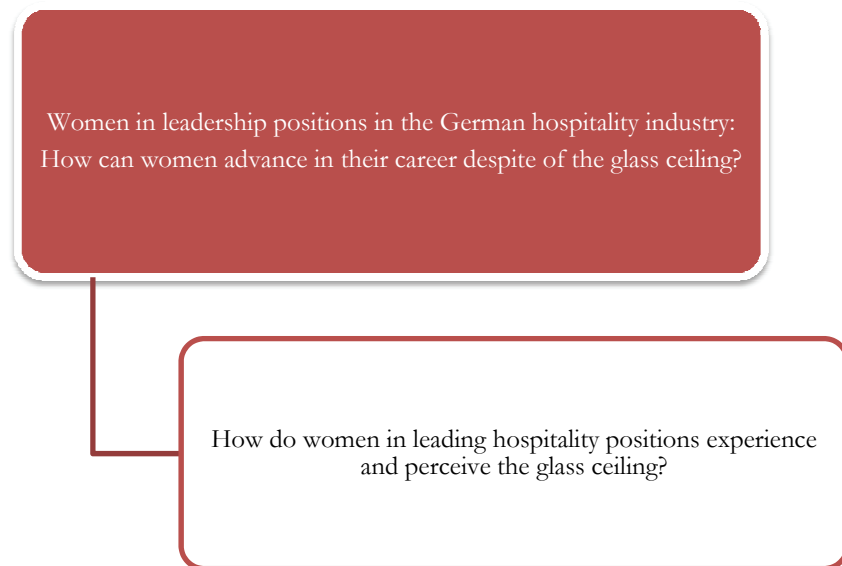 Women in leadership positions in the German hospitality industry:
How can women advance in their career despite of the glass ceiling?
How do women in leading hospitality positions experience
and perceive the glass ceiling?